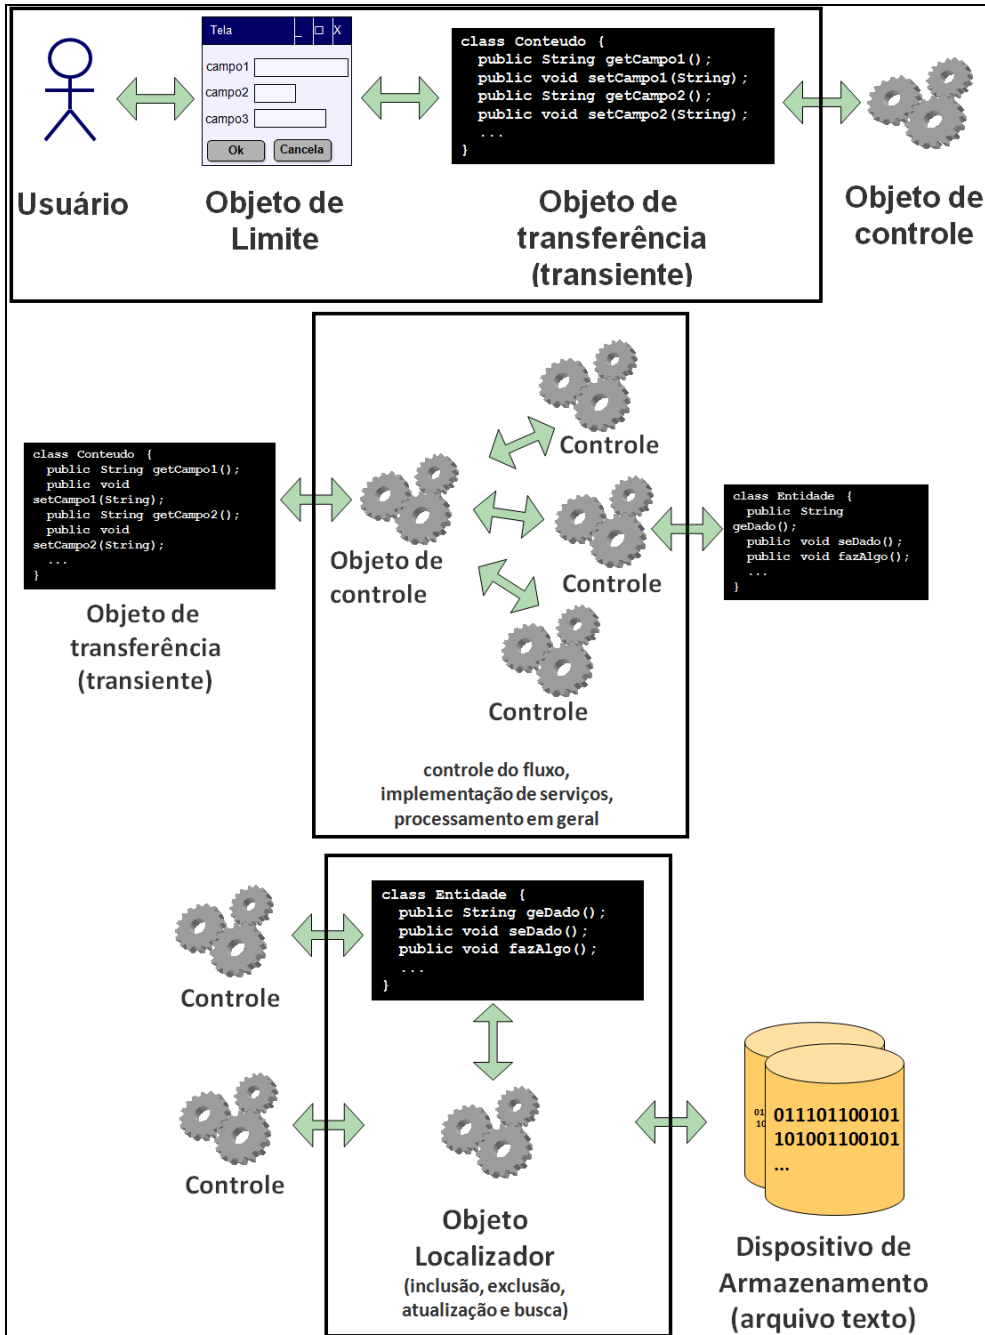 Tela _ □ X
campo1
campo2
campo3
Ok Cancela
class Conteudo {
public String getCampo1();
public void setCampo1(String);
public String getCampo2();
public void setCampo2(String);
...
}
Usuário
Objeto de
Limite
Objeto de
transferência
(transiente)
Objeto de
controle
class Conteudo {
public String getCampo1();
public void
setCampo1(String);
public String getCampo2();
public void
setCampo2(String);
...
}
Objeto de
transferência
(transiente)
Objeto de
controle
Controle
Controle
Controle
controle do fluxo,
implementação de serviços,
processamento em geral
class Entidade {
public String
geDado();
public void seDado();
public void fazAlgo();
...
}
Controle
Controle
class Entidade {
public String geDado();
public void seDado();
public void fazAlgo();
...
}
Objeto
Localizador
(inclusão, exclusão,
atualização e busca)
01
10
011101100101
101001100101
...
Dispositivo de
Armazenamento
(arquivo texto)